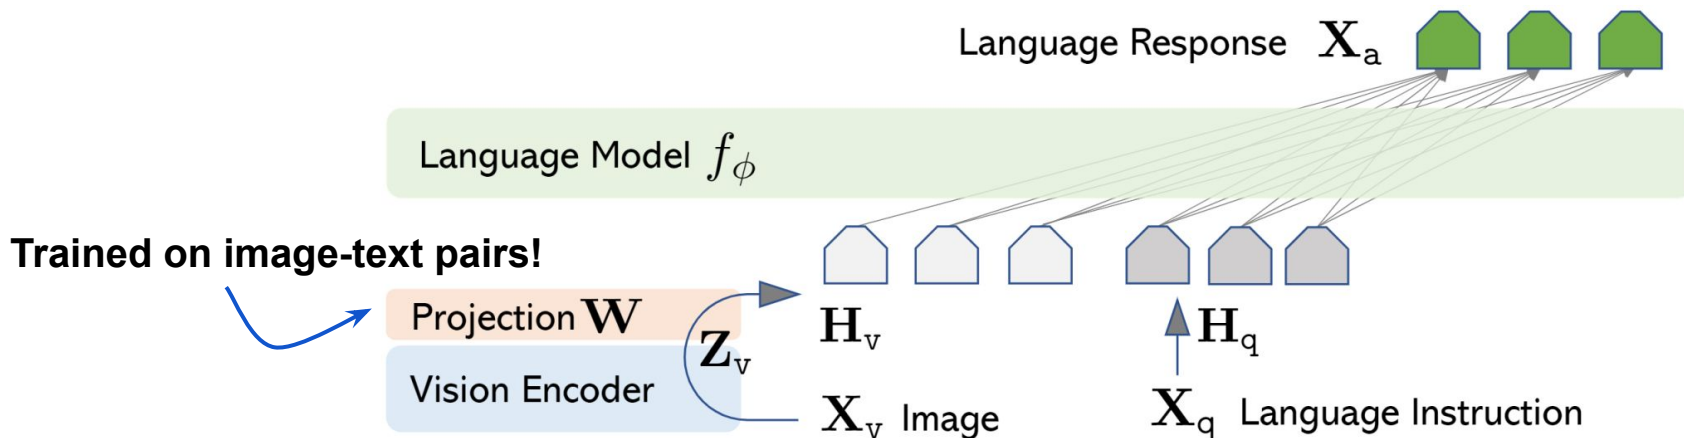 Language Response X_a
Language Model f_ϕ
Trained on image-text pairs!
Projection W
H_v
H_q
Z_v
Vision Encoder
X_v Image
X_q Language Instruction